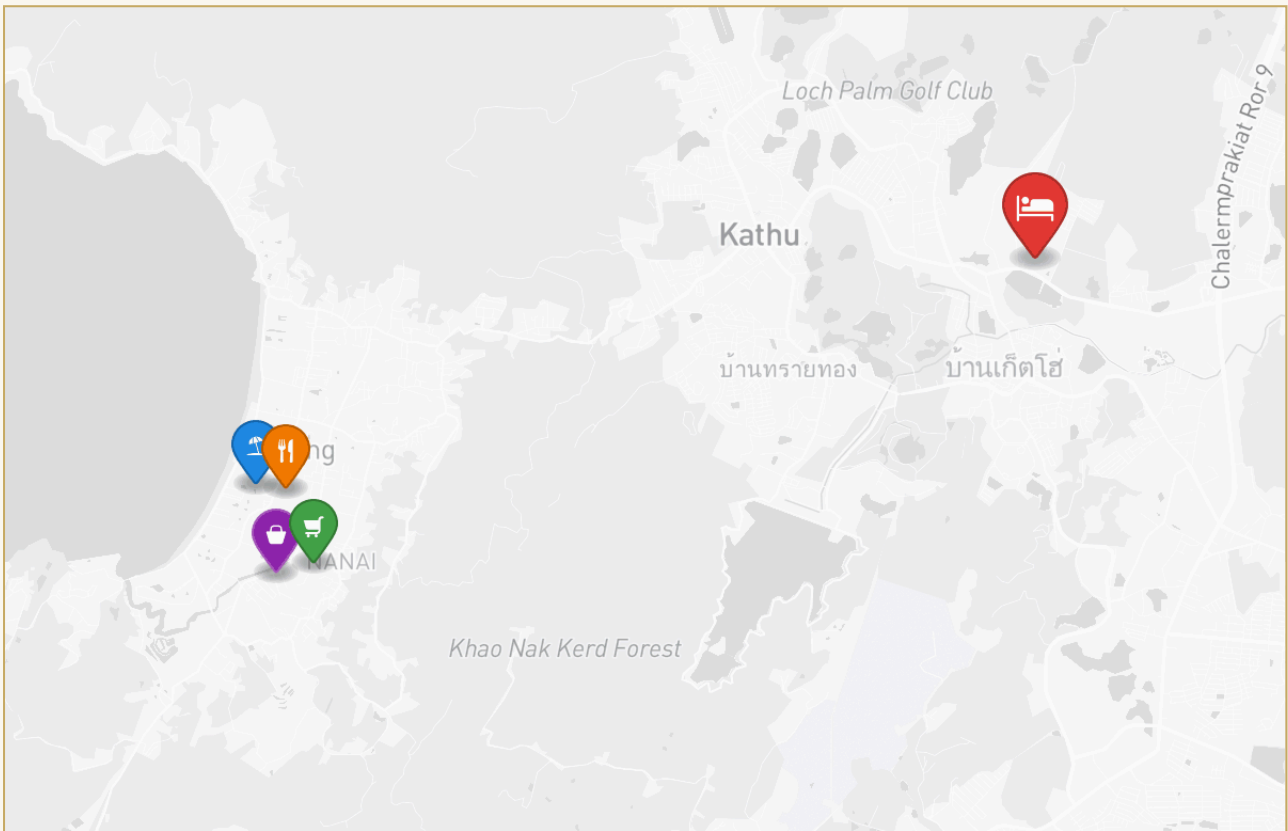 Loch Palm Golf Club
Chalermprakiat Ror 9
Kathu
บ้านทรายทอง
บ้านเก็ตโฮ่
ng
NANAI
Khao Nak Kerd Forest